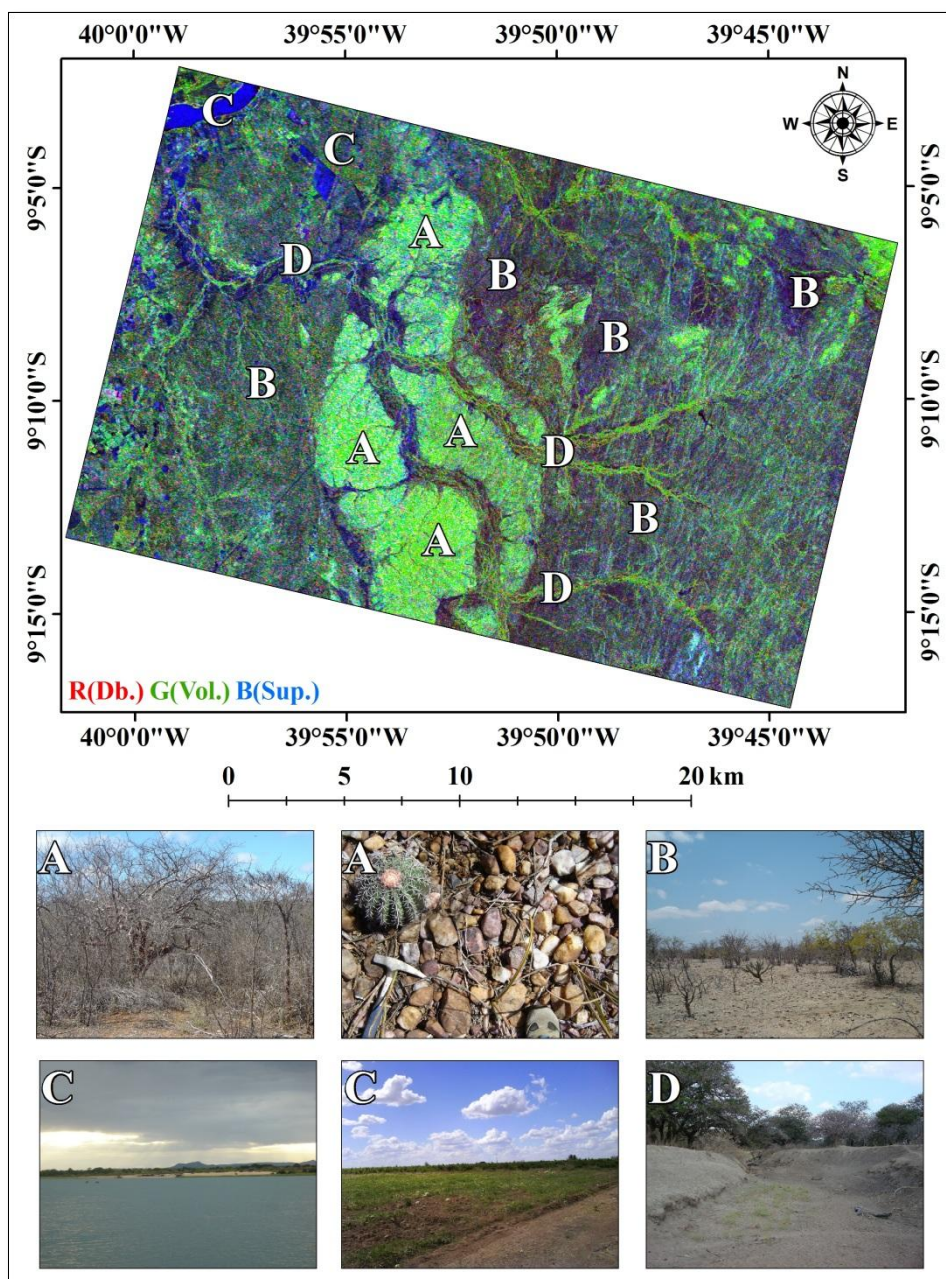 40°0'0"W 39°55'0"W 39°50'0"W 39°45'0"W
N
W E
S
C
C
9°5'0"S 9°5'0"S
A
D B B
B
B
9°10'0"S 9°10'0"S
A A D
B
A D
9°15'0"S 9°15'0"S
R(Db.) G(Vol.) B(Sup.)
40°0'0"W 39°55'0"W 39°50'0"W 39°45'0"W
0 5 10 20 km
A A B
C C D